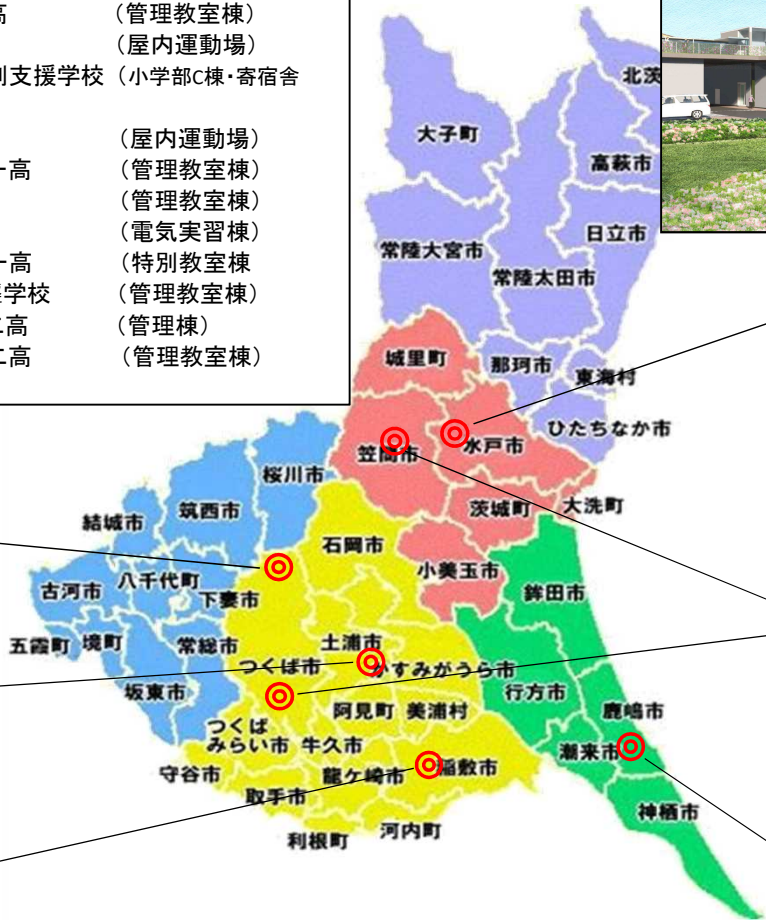 高 (管理教室棟)
(屋内運動場)
別支援学校 (小学部C棟・寄宿舎
(屋内運動場)
一高 (管理教室棟)
(管理教室棟)
(電気実習棟)
一高 (特別教室棟
学校 (管理教室棟)
二高 (管理棟)
二高 (管理教室棟)
北茨
大子町
高萩市
日立市
常陸大宮市
常陸太田市
城里町
那珂市
東海村
ひたちなか市
笠間市
水戸市
桜川市
茨城町
大洗町
筑西市
結城市
石岡市
小美玉市
鉾田市
古河市
八千代町
下妻市
五霞町
境町
常総市
土浦市
つくば市
かすみがうら市
坂東市
行方市
阿見町
美浦村
鹿嶋市
つくば
みらい市
牛久市
潮来市
守谷市
龍ケ崎市
稲敷市
取手市
神栖市
利根町
河内町